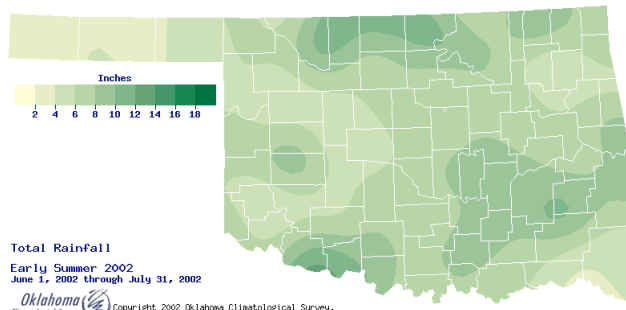 Inches
2 4 6 8 10 12 14 16 18
Total Rainfall
Early Summer 2002
June 1, 2002 through July 31, 2002
Oklahoma
Copyright 2002 Oklahoma Climatological Survey.